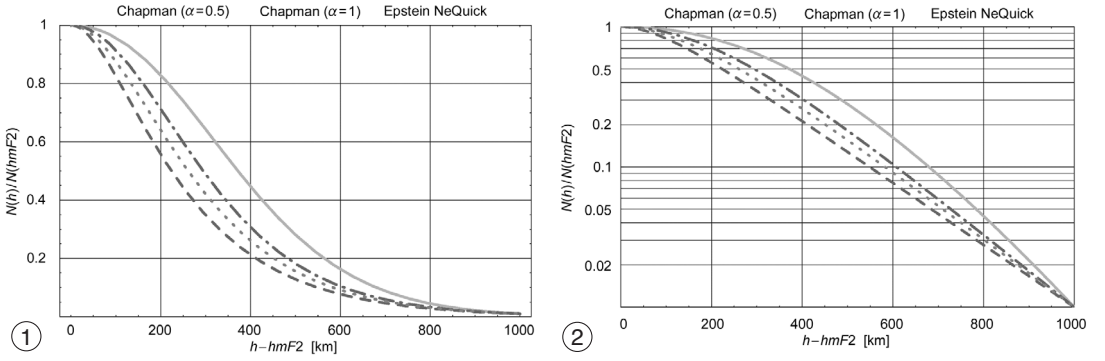 Chapman (α=0.5) Chapman (α=1) Epstein NeQuick
1
0.8
0.6
0.4
0.2
N(h)/N(hmF2)
0 200 400 600 800 1000
h−hmF2 [km]
1
Chapman (α=0.5) Chapman (α=1) Epstein NeQuick
1
0.5
0.2
0.1
0.05
0.02
N(h)/N(hmF2)
0 200 400 600 800 1000
h−hmF2 [km]
2